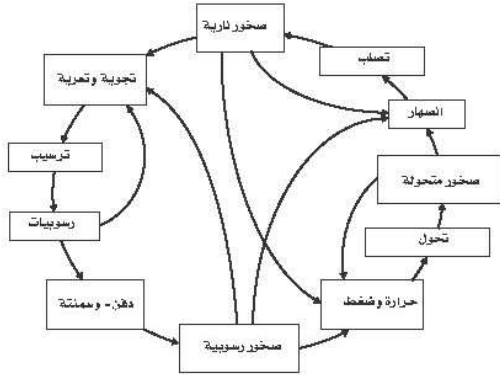 صخور نارية
تصلب
تجوية وتعرية
انصهار
ترسيب
صخور متحولة
رسوبيات
تحول
دفن - وسمنتة
حرارة وضغط
صخور رسوبية